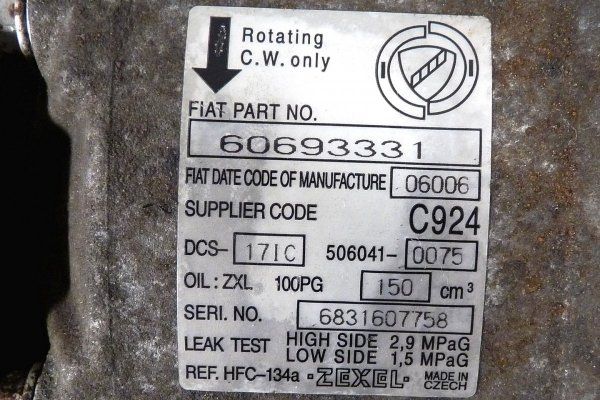 Rotating
C.W. only
FIAT PART NO.
60693331
FIAT DATE CODE OF MANUFACTURE 06006
SUPPLIER CODE C924
DCS- 17IC 506041- 0075
OIL: ZXL 100PG 150 cm³
SERI. NO. 6831607758
LEAK TEST HIGH SIDE 2,9 MPaG
LOW SIDE 1,5 MPaG
REF. HFC-134a · ZEXEL · MADE IN CZECH